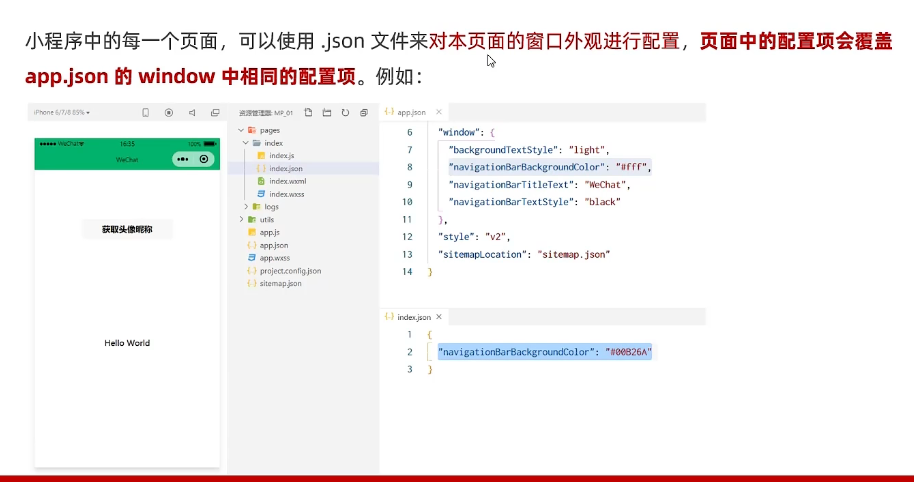 小程序中的每一个页面，可以使用 .json 文件来对本页面的窗口外观进行配置，页面中的配置项会覆盖
app.json 的 window 中相同的配置项。例如：
iPhone 6/7/8 85%
WeChat
16:35
100%
WeChat
获取头像昵称
Hello World
资源管理器: MP_01
pages
index
index.js
index.json
index.wxml
index.wxss
logs
utils
app.js
app.json
app.wxss
project.config.json
sitemap.json
app.json
6 "window": {
7 "backgroundTextStyle": "light",
8 "navigationBarBackgroundColor": "#fff",
9 "navigationBarTitleText": "WeChat",
10 "navigationBarTextStyle": "black"
11 },
12 "style": "v2",
13 "sitemapLocation": "sitemap.json"
14 }
index.json
1 {
2 "navigationBarBackgroundColor": "#00B26A"
3 }